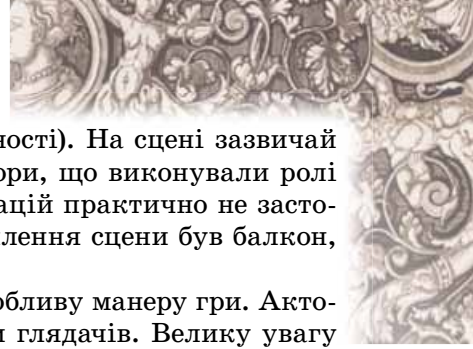 ності). На сцені зазвичай
ори, що виконували ролі
ацій практично не засто-
лення сцени був балкон,
обливу манеру гри. Акто-
глядачів. Велику увагу